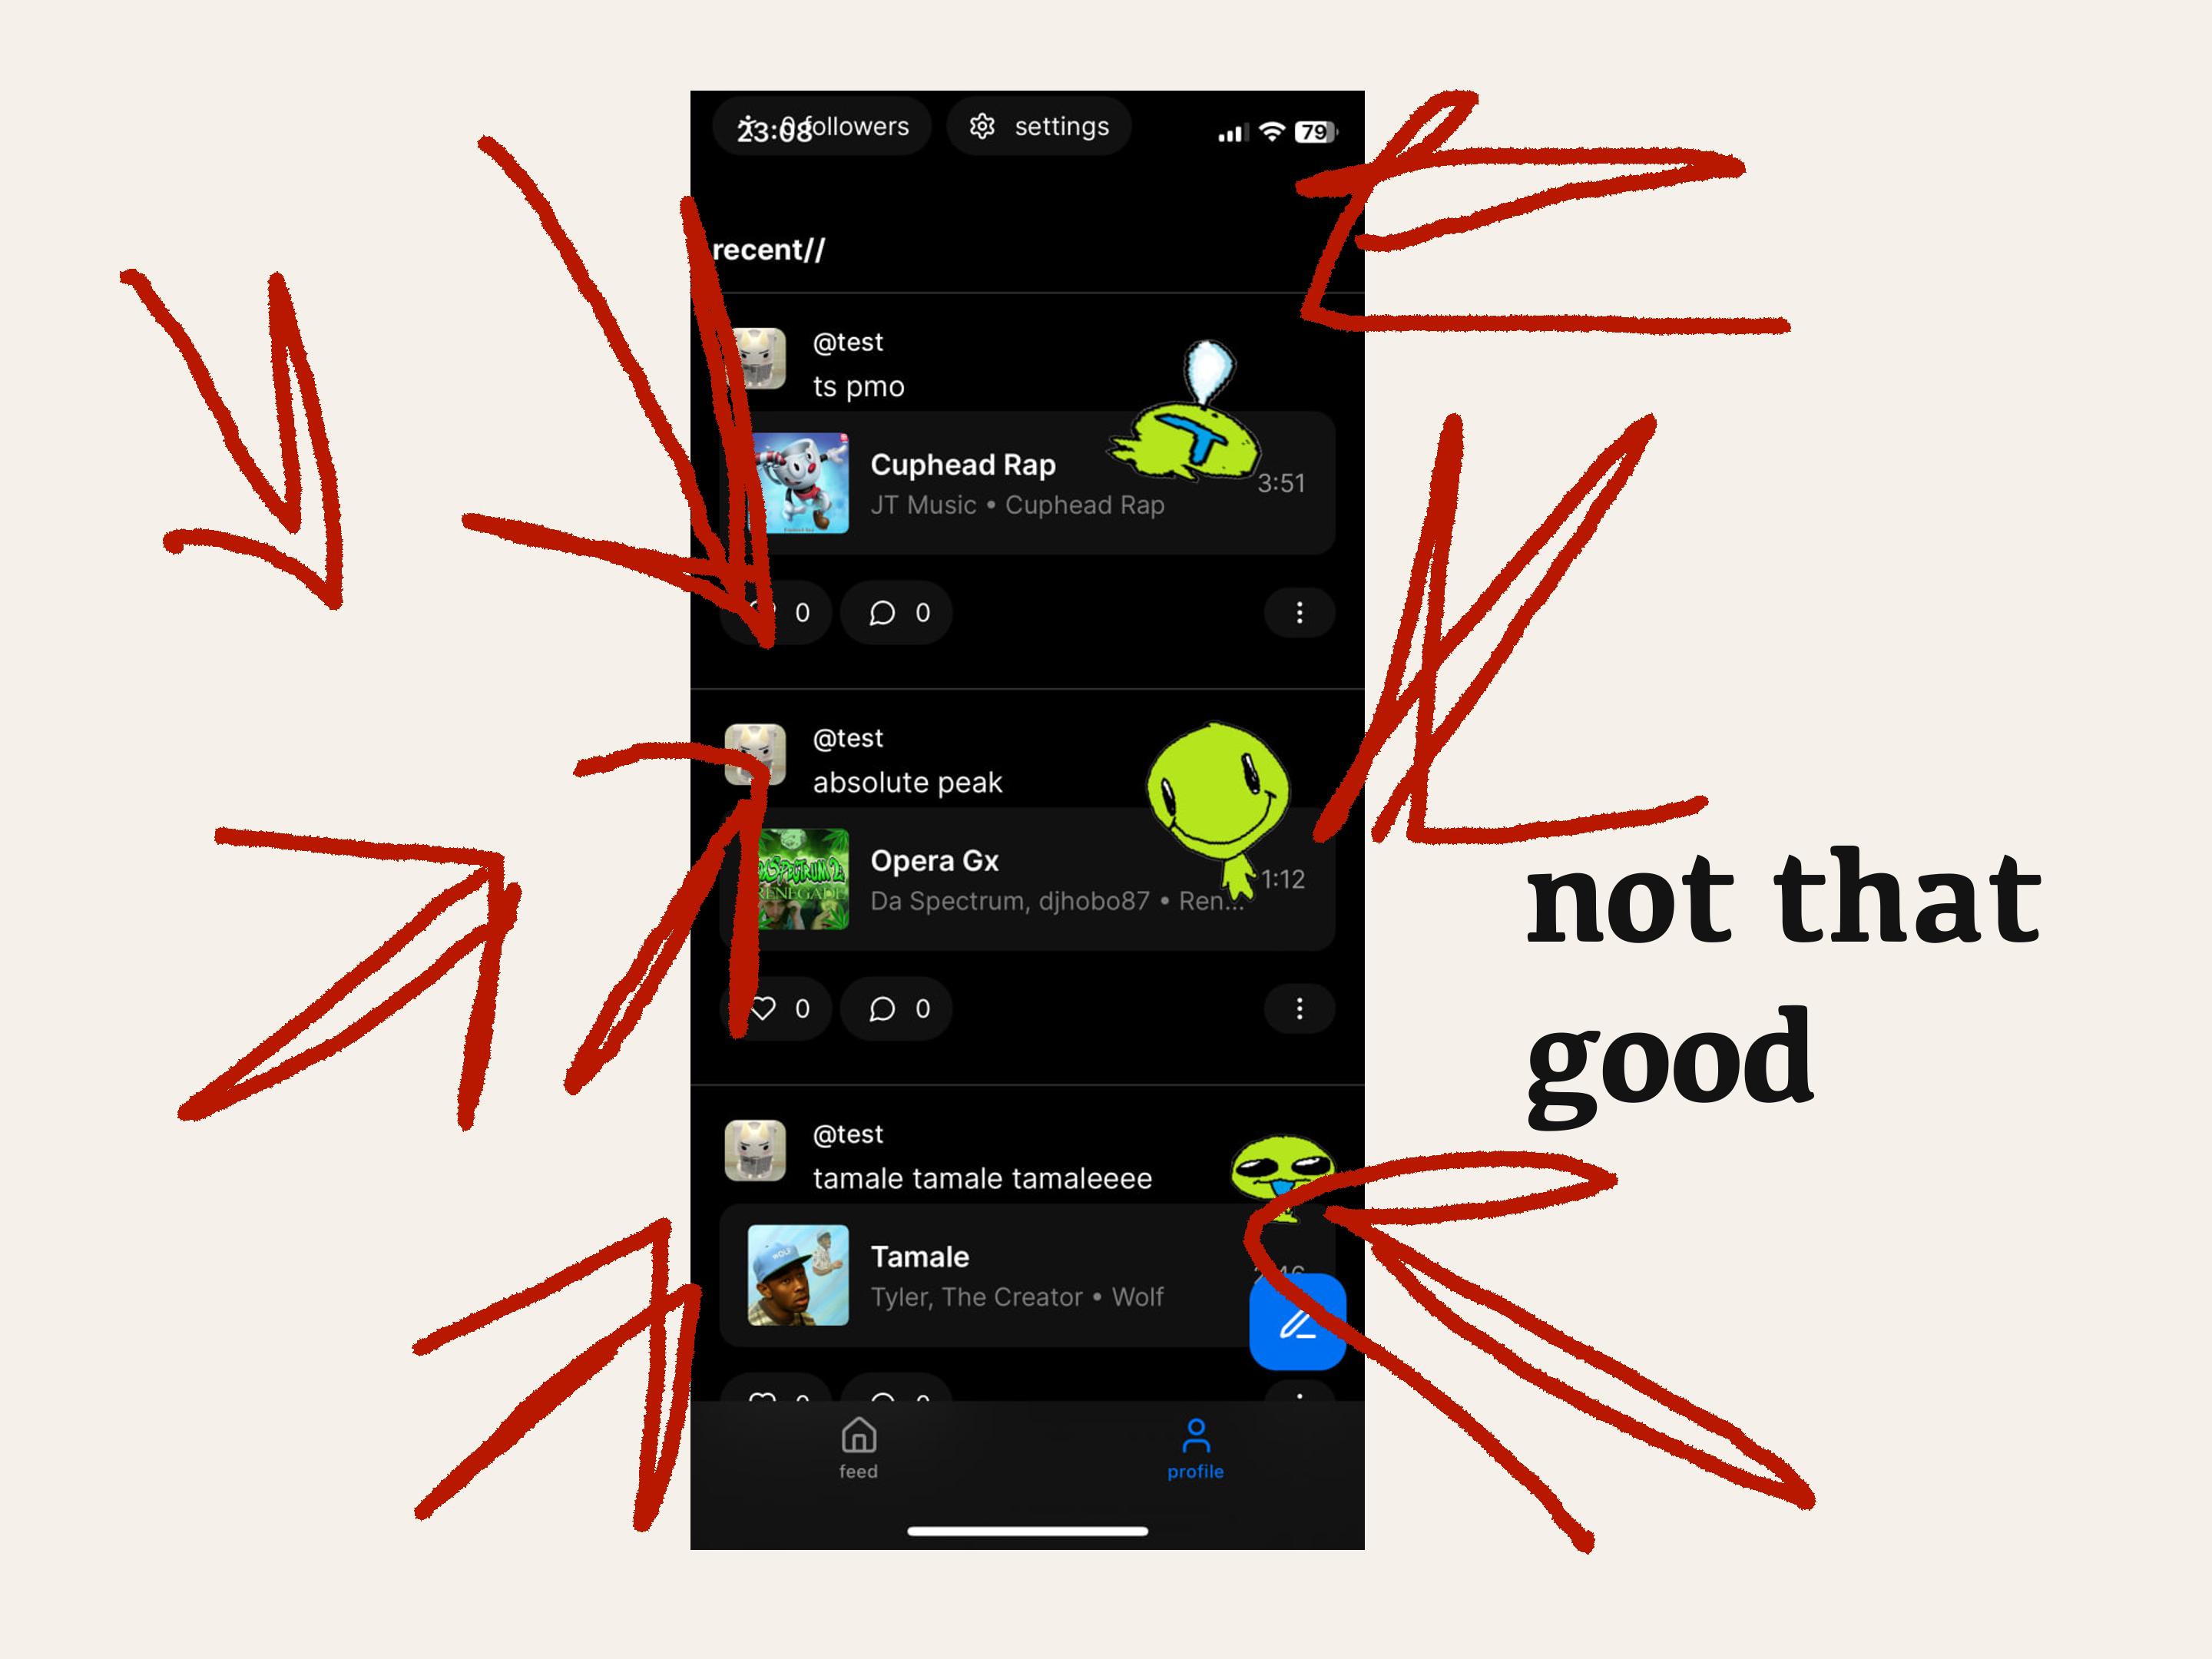 23:08 followers settings 79
recent//
@test
ts pmo
Cuphead Rap
JT Music • Cuphead Rap
3:51
0 0
@test
absolute peak
Opera Gx
Da Spectrum, djhobo87 • Ren...
1:12
0 0
@test
tamale tamale tamaleeee
Tamale
Tyler, The Creator • Wolf
feed profile
not that
good